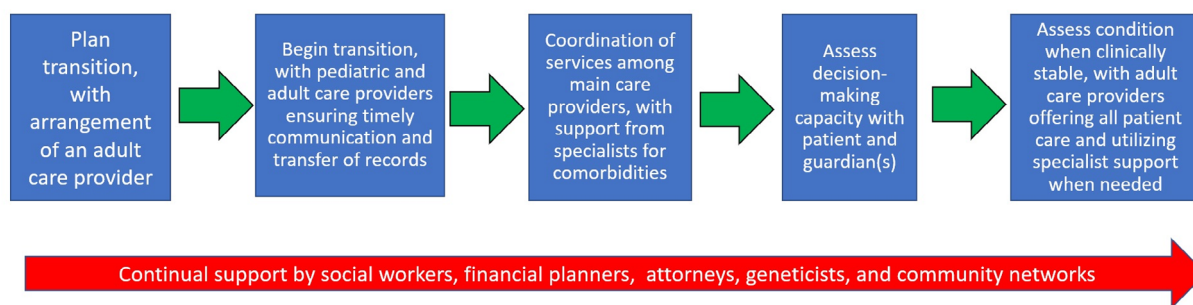 Plan
transition,
with
arrangement
of an adult
care provider
Begin transition,
with pediatric and
adult care providers
ensuring timely
communication and
transfer of records
Coordination of
services among
main care
providers, with
support from
specialists for
comorbidities
Assess
decision-
making
capacity with
patient and
guardian(s)
Assess condition
when clinically
stable, with adult
care providers
offering all patient
care and utilizing
specialist support
when needed
Continual support by social workers, financial planners, attorneys, geneticists, and community networks